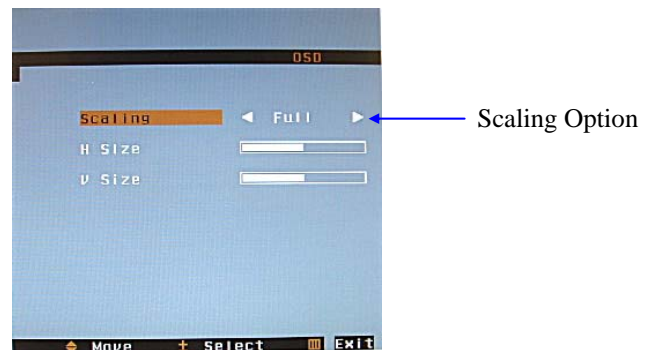 OSD
Scaling ◄ Full ► Scaling Option
H Size
V Size
Move + Select Exit